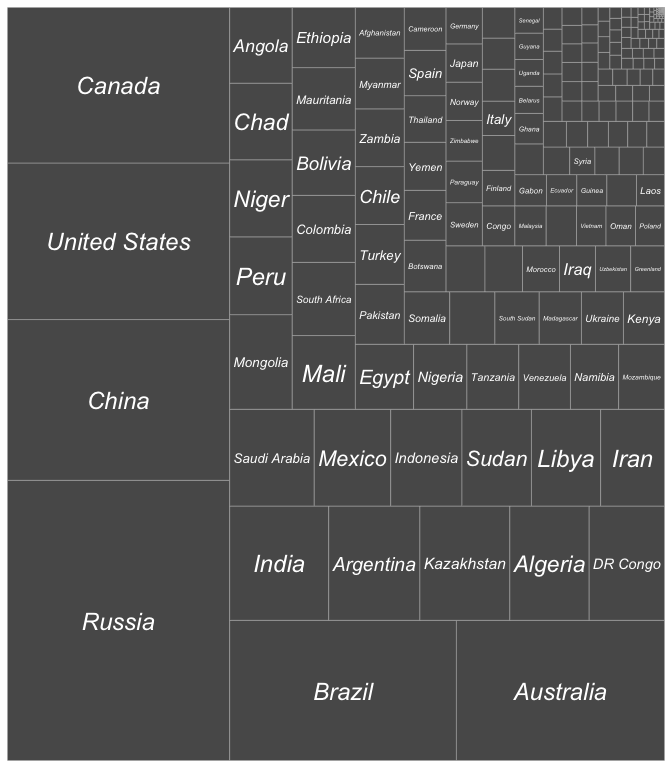 Canada
United States
China
Russia
Angola
Chad
Niger
Peru
Mongolia
Ethiopia
Mauritania
Bolivia
Colombia
South Africa
Mali
Afghanistan
Myanmar
Zambia
Chile
Turkey
Pakistan
Cameroon
Spain
Thailand
Yemen
France
Botswana
Somalia
Germany
Japan
Norway
Zimbabwe
Paraguay
Sweden
Italy
Finland
Congo
Senegal
Guyana
Uganda
Belarus
Ghana
Syria
Gabon
Ecuador
Guinea
Laos
Malaysia
Vietnam
Oman
Poland
Morocco
Iraq
Uzbekistan
Greenland
South Sudan
Madagascar
Ukraine
Kenya
Egypt
Nigeria
Tanzania
Venezuela
Namibia
Mozambique
Saudi Arabia
Mexico
Indonesia
Sudan
Libya
Iran
India
Argentina
Kazakhstan
Algeria
DR Congo
Brazil
Australia